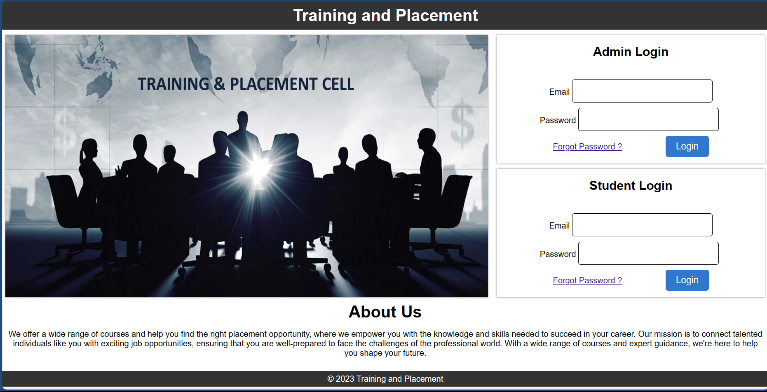 Training and Placement
TRAINING & PLACEMENT CELL
$
$
Admin Login
Email
Password
Forgot Password ?
Login
Student Login
Email
Password
Forgot Password ?
Login
About Us
We offer a wide range of courses and help you find the right placement opportunity, where we empower you with the knowledge and skills needed to succeed in your career. Our mission is to connect talented
individuals like you with exciting job opportunities, ensuring that you are well-prepared to face the challenges of the professional world. With a wide range of courses and expert guidance, we're here to help
you shape your future.
© 2023 Training and Placement